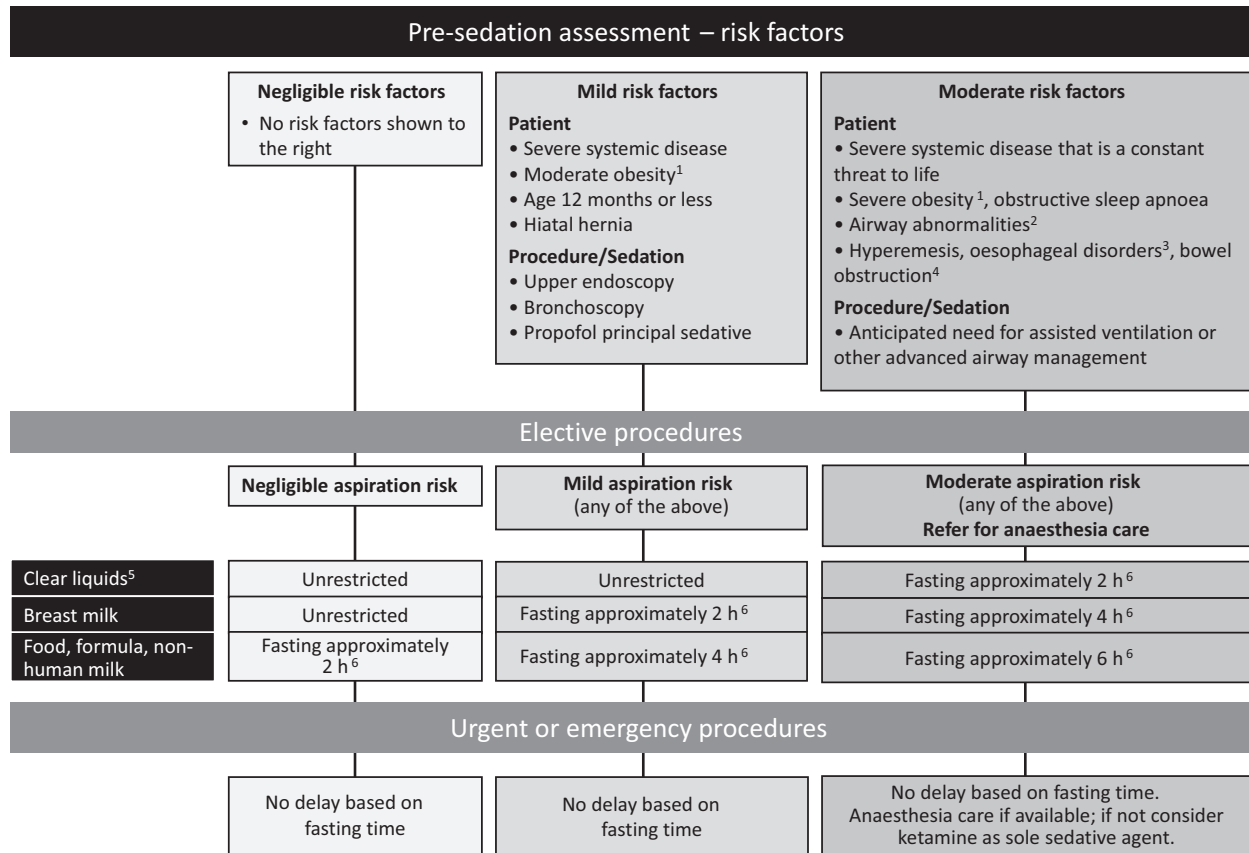 Pre-sedation assessment – risk factors
Negligible risk factors
• No risk factors shown to
the right
Mild risk factors
Patient
• Severe systemic disease
• Moderate obesity¹
• Age 12 months or less
• Hiatal hernia
Procedure/Sedation
• Upper endoscopy
• Bronchoscopy
• Propofol principal sedative
Moderate risk factors
Patient
• Severe systemic disease that is a constant
threat to life
• Severe obesity ¹, obstructive sleep apnoea
• Airway abnormalities²
• Hyperemesis, oesophageal disorders³, bowel
obstruction⁴
Procedure/Sedation
• Anticipated need for assisted ventilation or
other advanced airway management
Elective procedures
Negligible aspiration risk
Mild aspiration risk
(any of the above)
Moderate aspiration risk
(any of the above)
Refer for anaesthesia care
Clear liquids⁵
Unrestricted
Unrestricted
Fasting approximately 2 h ⁶
Breast milk
Unrestricted
Fasting approximately 2 h ⁶
Fasting approximately 4 h ⁶
Food, formula, non-
human milk
Fasting approximately
2 h ⁶
Fasting approximately 4 h ⁶
Fasting approximately 6 h ⁶
Urgent or emergency procedures
No delay based on
fasting time
No delay based on
fasting time
No delay based on fasting time.
Anaesthesia care if available; if not consider
ketamine as sole sedative agent.